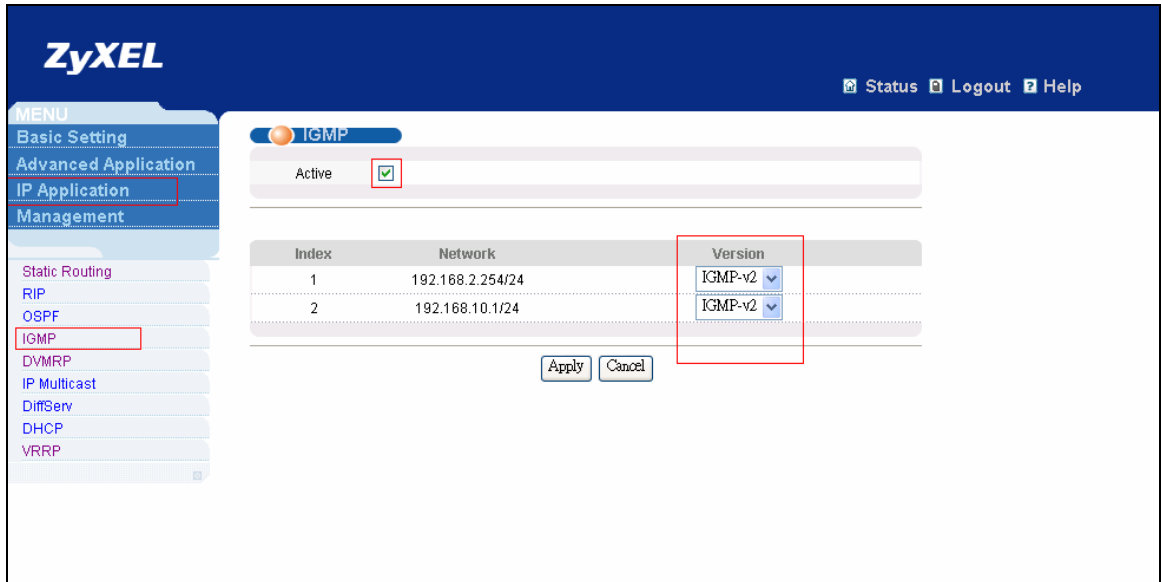 ZyXEL
Status Logout Help
MENU
Basic Setting
Advanced Application
IP Application
Management
Static Routing
RIP
OSPF
IGMP
DVMRP
IP Multicast
DiffServ
DHCP
VRRP
IGMP
Active
Index Network Version
1 192.168.2.254/24 IGMP-v2
2 192.168.10.1/24 IGMP-v2
Apply Cancel